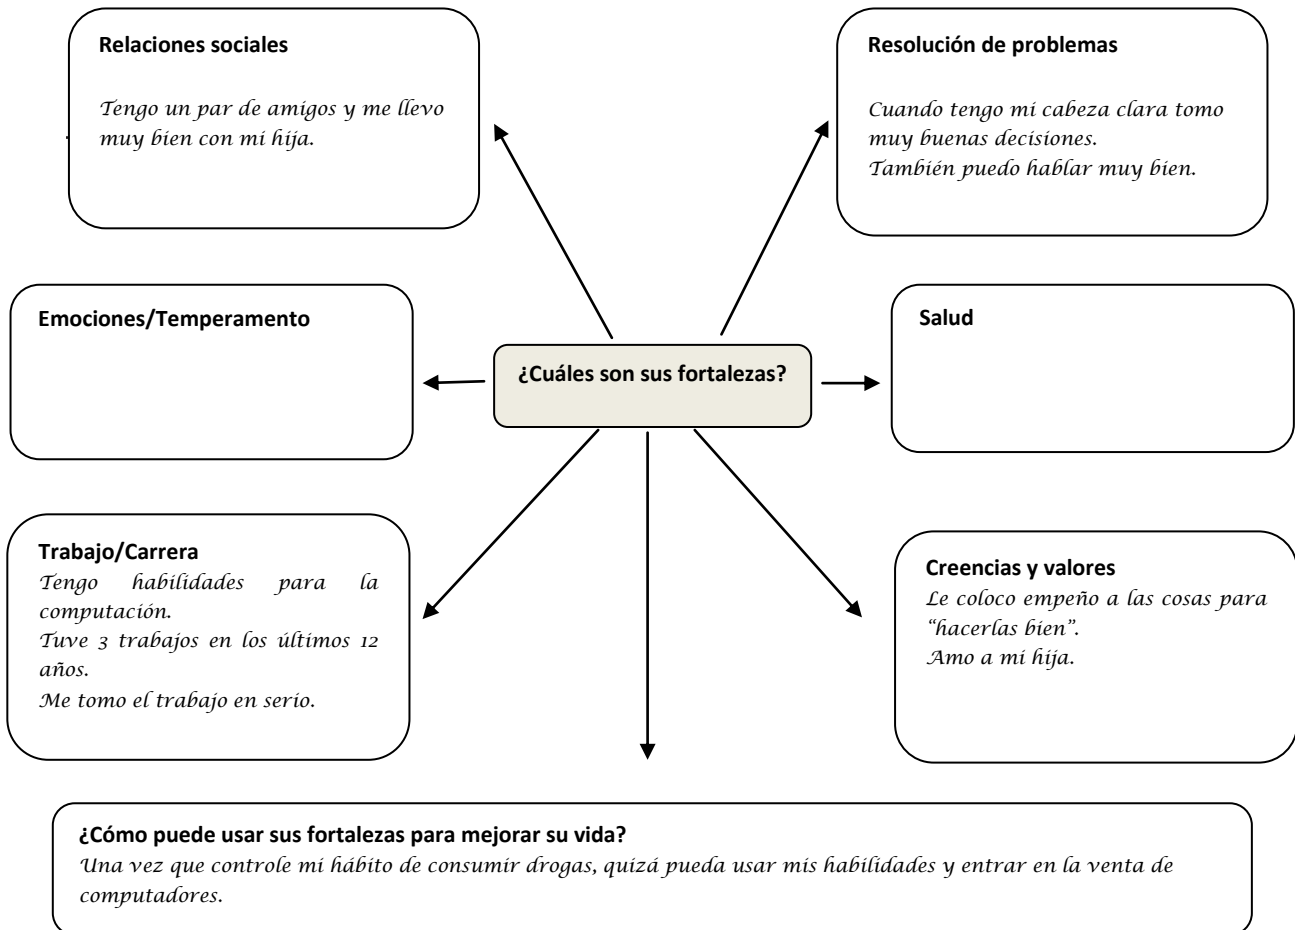 Relaciones sociales
Tengo un par de amigos y me llevo
muy bien con mi hija.
Resolución de problemas
Cuando tengo mi cabeza clara tomo
muy buenas decisiones.
También puedo hablar muy bien.
Emociones/Temperamento
¿Cuáles son sus fortalezas?
Salud
Trabajo/Carrera
Tengo habilidades para la
computación.
Tuve 3 trabajos en los últimos 12
años.
Me tomo el trabajo en serio.
Creencias y valores
Le coloco empeño a las cosas para
“hacerlas bien”.
Amo a mi hija.
¿Cómo puede usar sus fortalezas para mejorar su vida?
Una vez que controle mi hábito de consumir drogas, quizá pueda usar mis habilidades y entrar en la venta de
computadores.